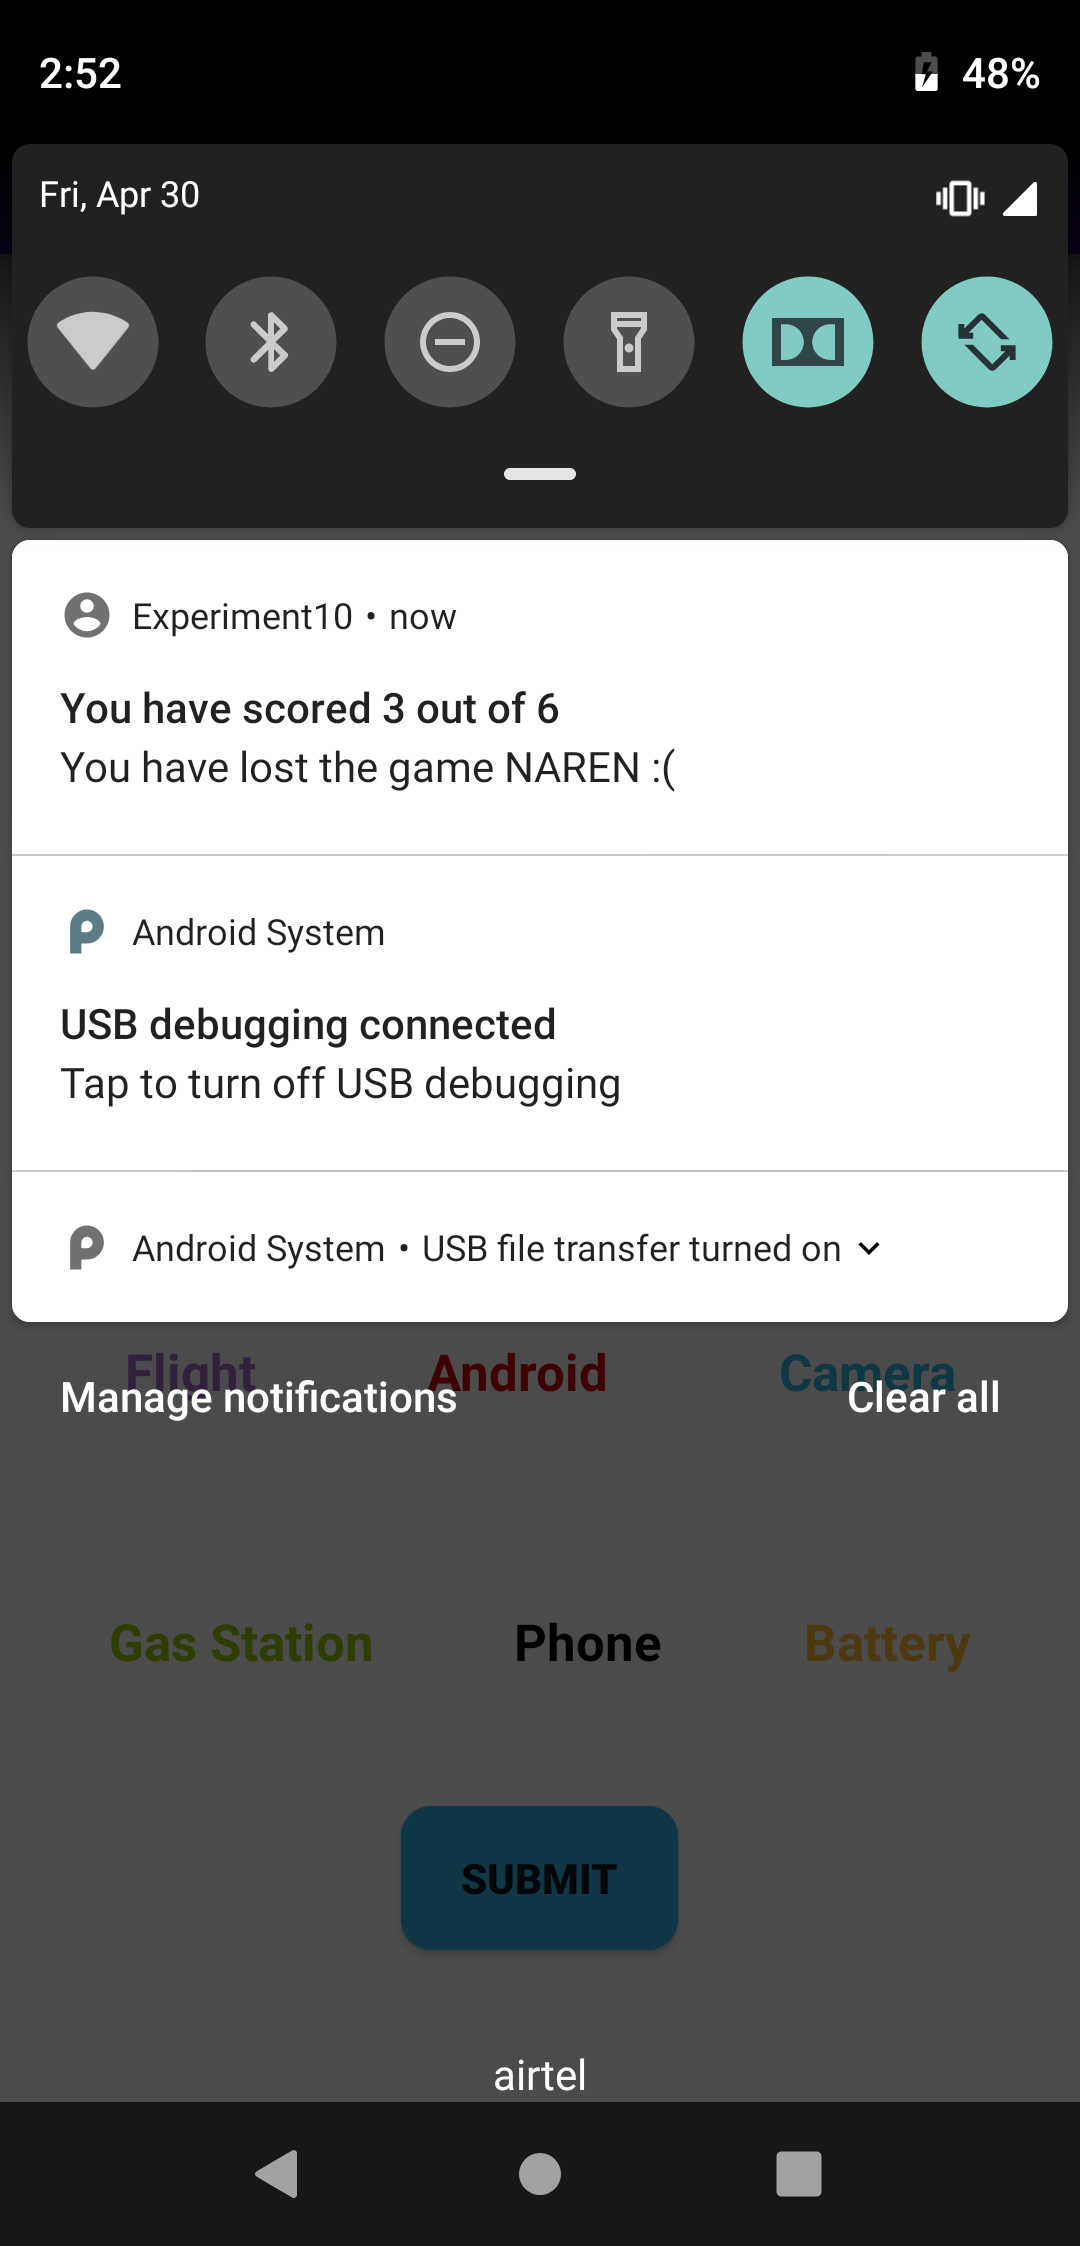 2:52 48%
Fri, Apr 30
Experiment10 • now
You have scored 3 out of 6
You have lost the game NAREN :(
Android System
USB debugging connected
Tap to turn off USB debugging
Android System • USB file transfer turned on
Flight Android Camera
Manage notifications Clear all
Gas Station Phone Battery
SUBMIT
airtel